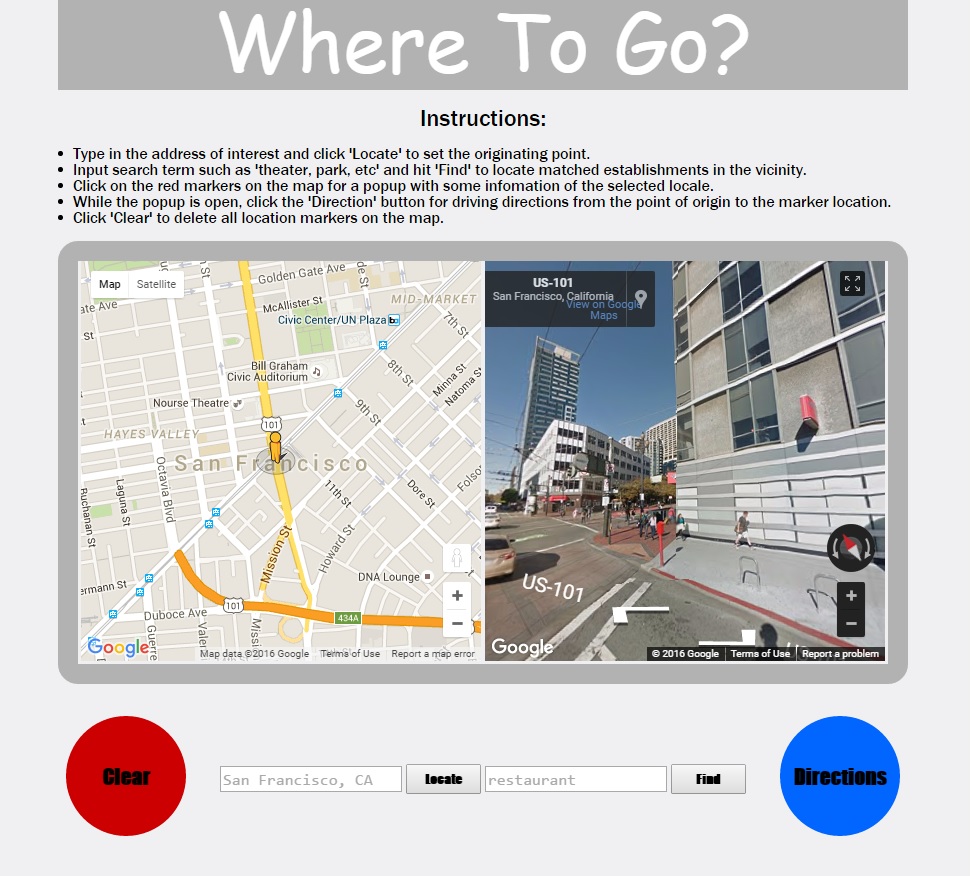 Where To Go?
Instructions:
Type in the address of interest and click 'Locate' to set the originating point.
Input search term such as 'theater, park, etc' and hit 'Find' to locate matched establishments in the vicinity.
Click on the red markers on the map for a popup with some infomation of the selected locale.
While the popup is open, click the 'Direction' button for driving directions from the point of origin to the marker location.
Click 'Clear' to delete all location markers on the map.
Map Satellite
Golden Gate Ave
McAllister St
MID-MARKET
ate Ave
Civic Center/UN Plaza
7th St
St
Bill Graham
Civic Auditorium
8th St
Minna St
Natoma St
Nourse Theatre
9th St
101
HAYES VALLEY
San Francisco
Octavia Blvd
Laguna St
Buchanan St
11th St
Dore St
Folso
Mission St
Howard St
DNA Lounge
ermann St
101
434A
Duboce Ave
Guerre
Valen
Missi
+
−
Google
Map data ©2016 Google Terms of Use Report a map error
US-101
San Francisco, California
View on Google
Maps
US-101
+
−
Google
© 2016 Google Terms of Use Report a problem
Clear
San Francisco, CA Locate restaurant Find
Directions